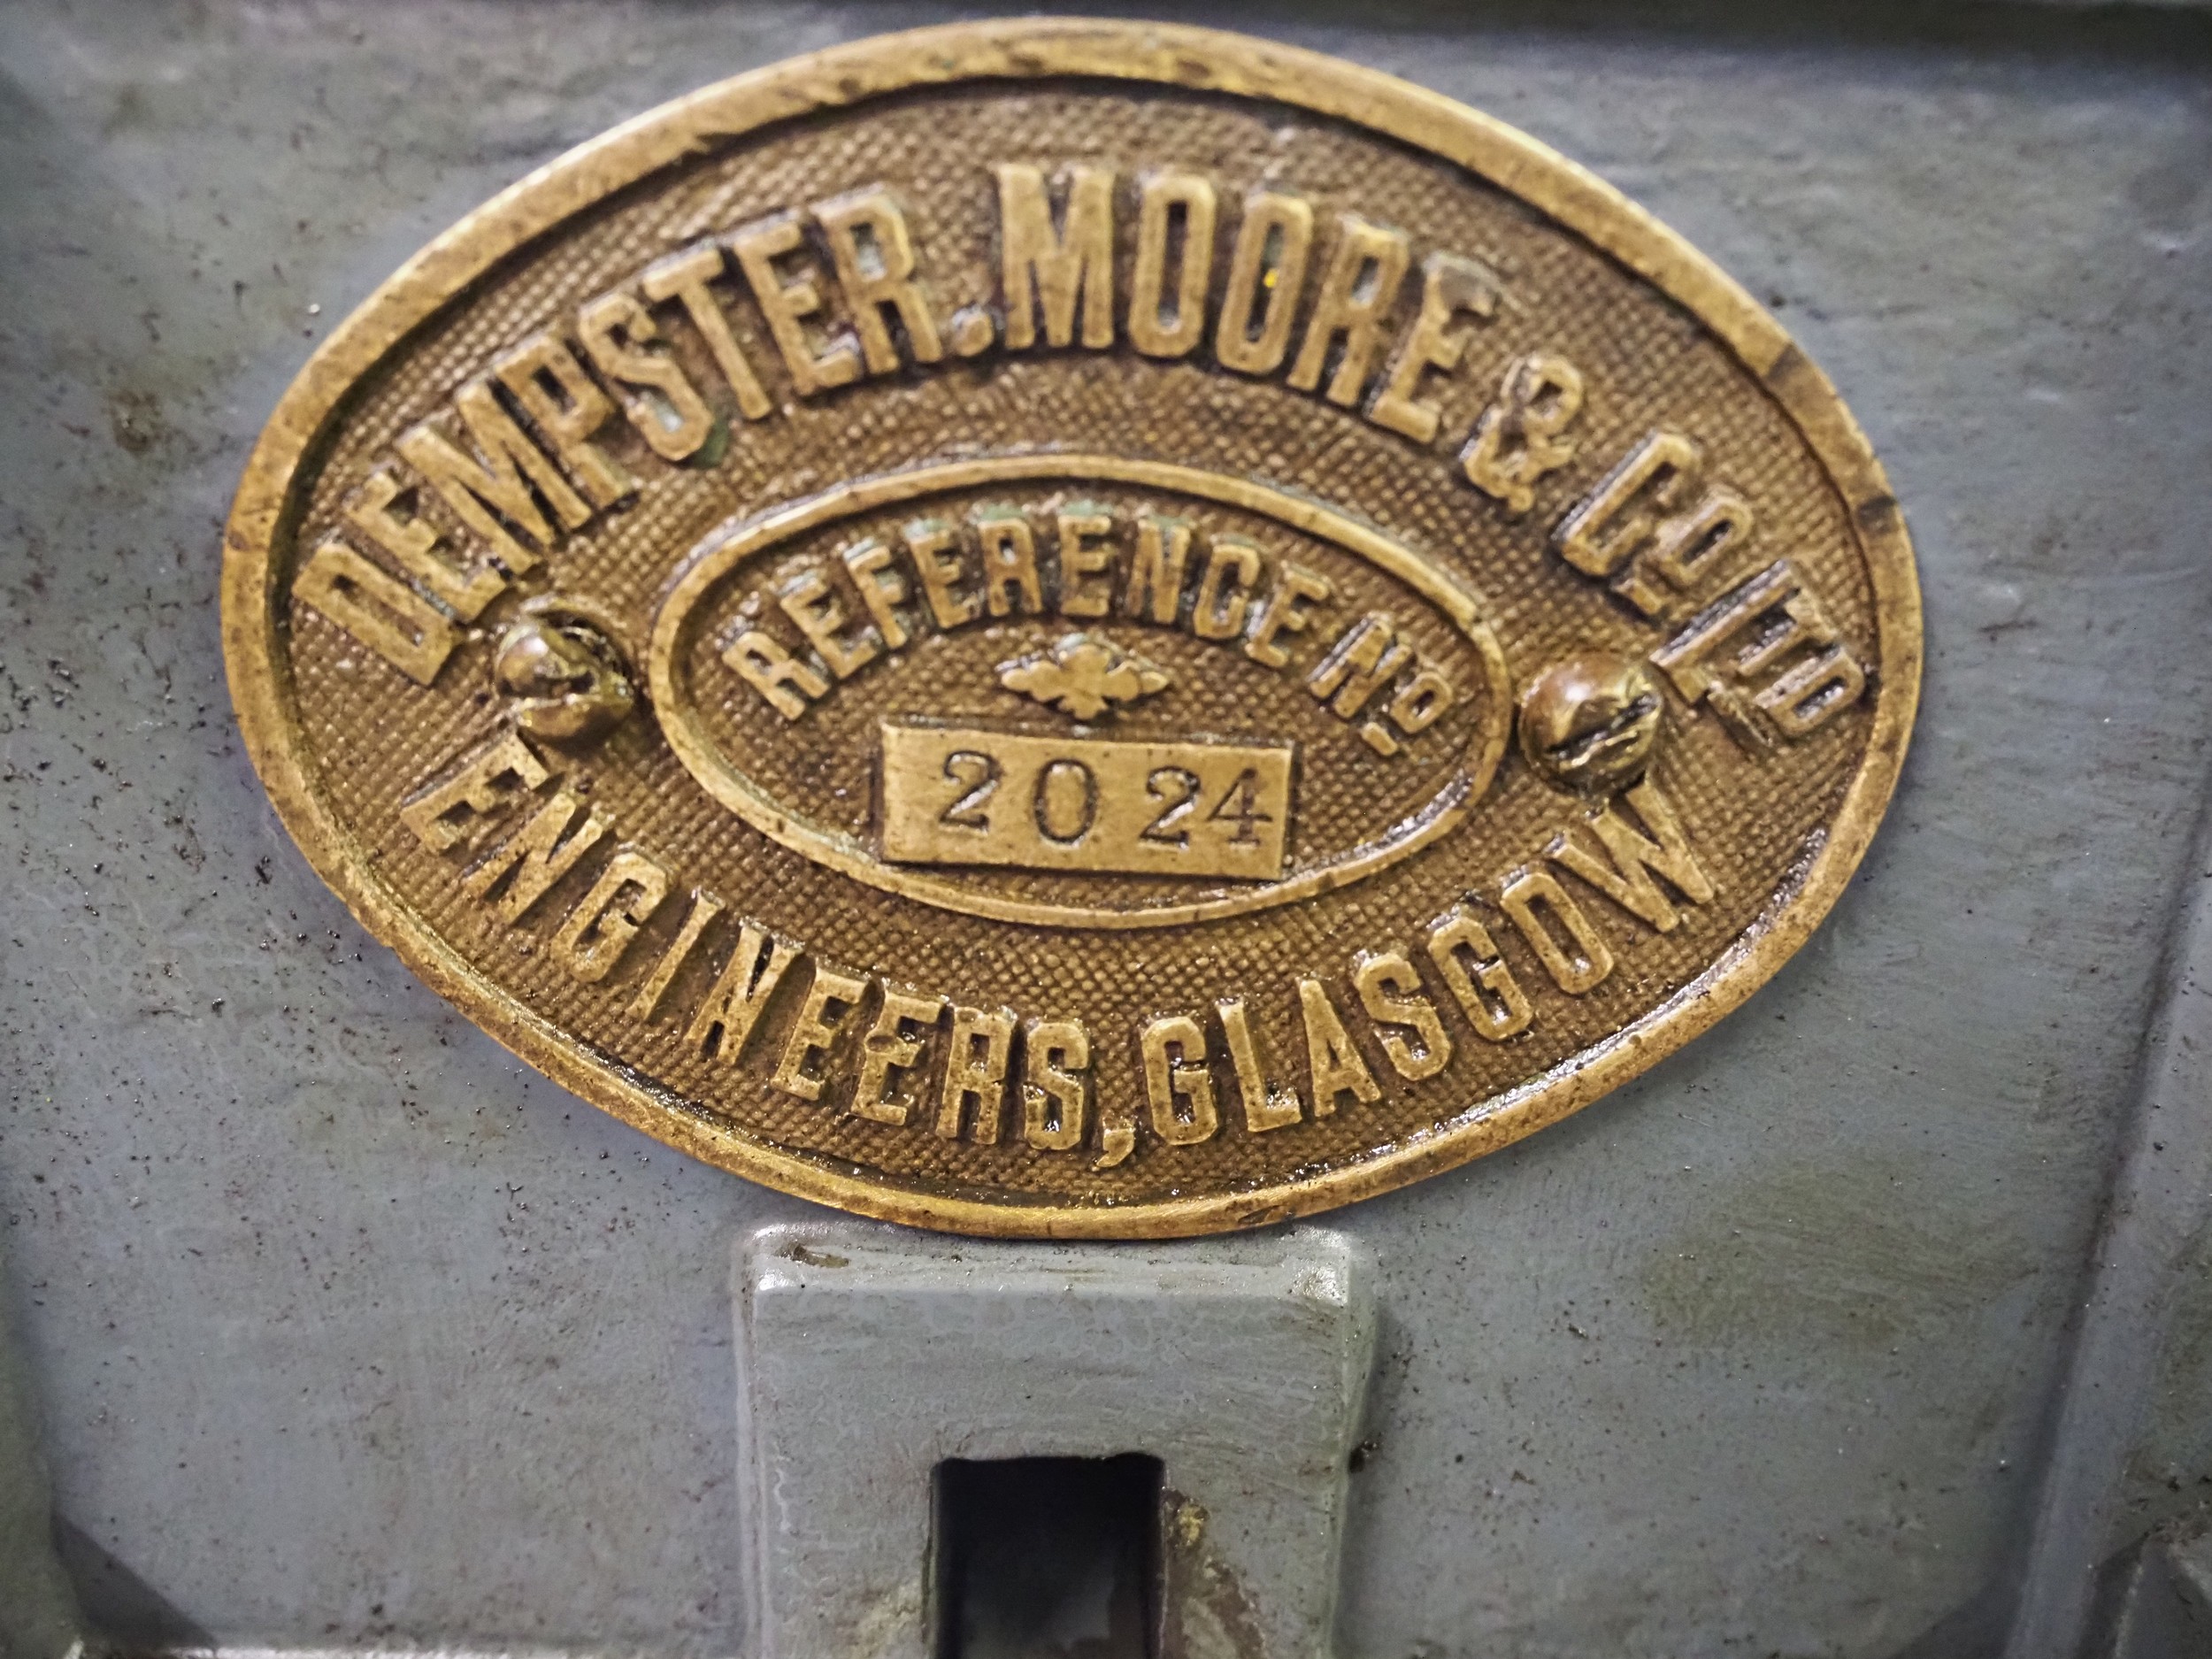 DEMPSTER, MOORE & Cº LTD
REFERENCE Nº
2024
ENGINEERS, GLASGOW